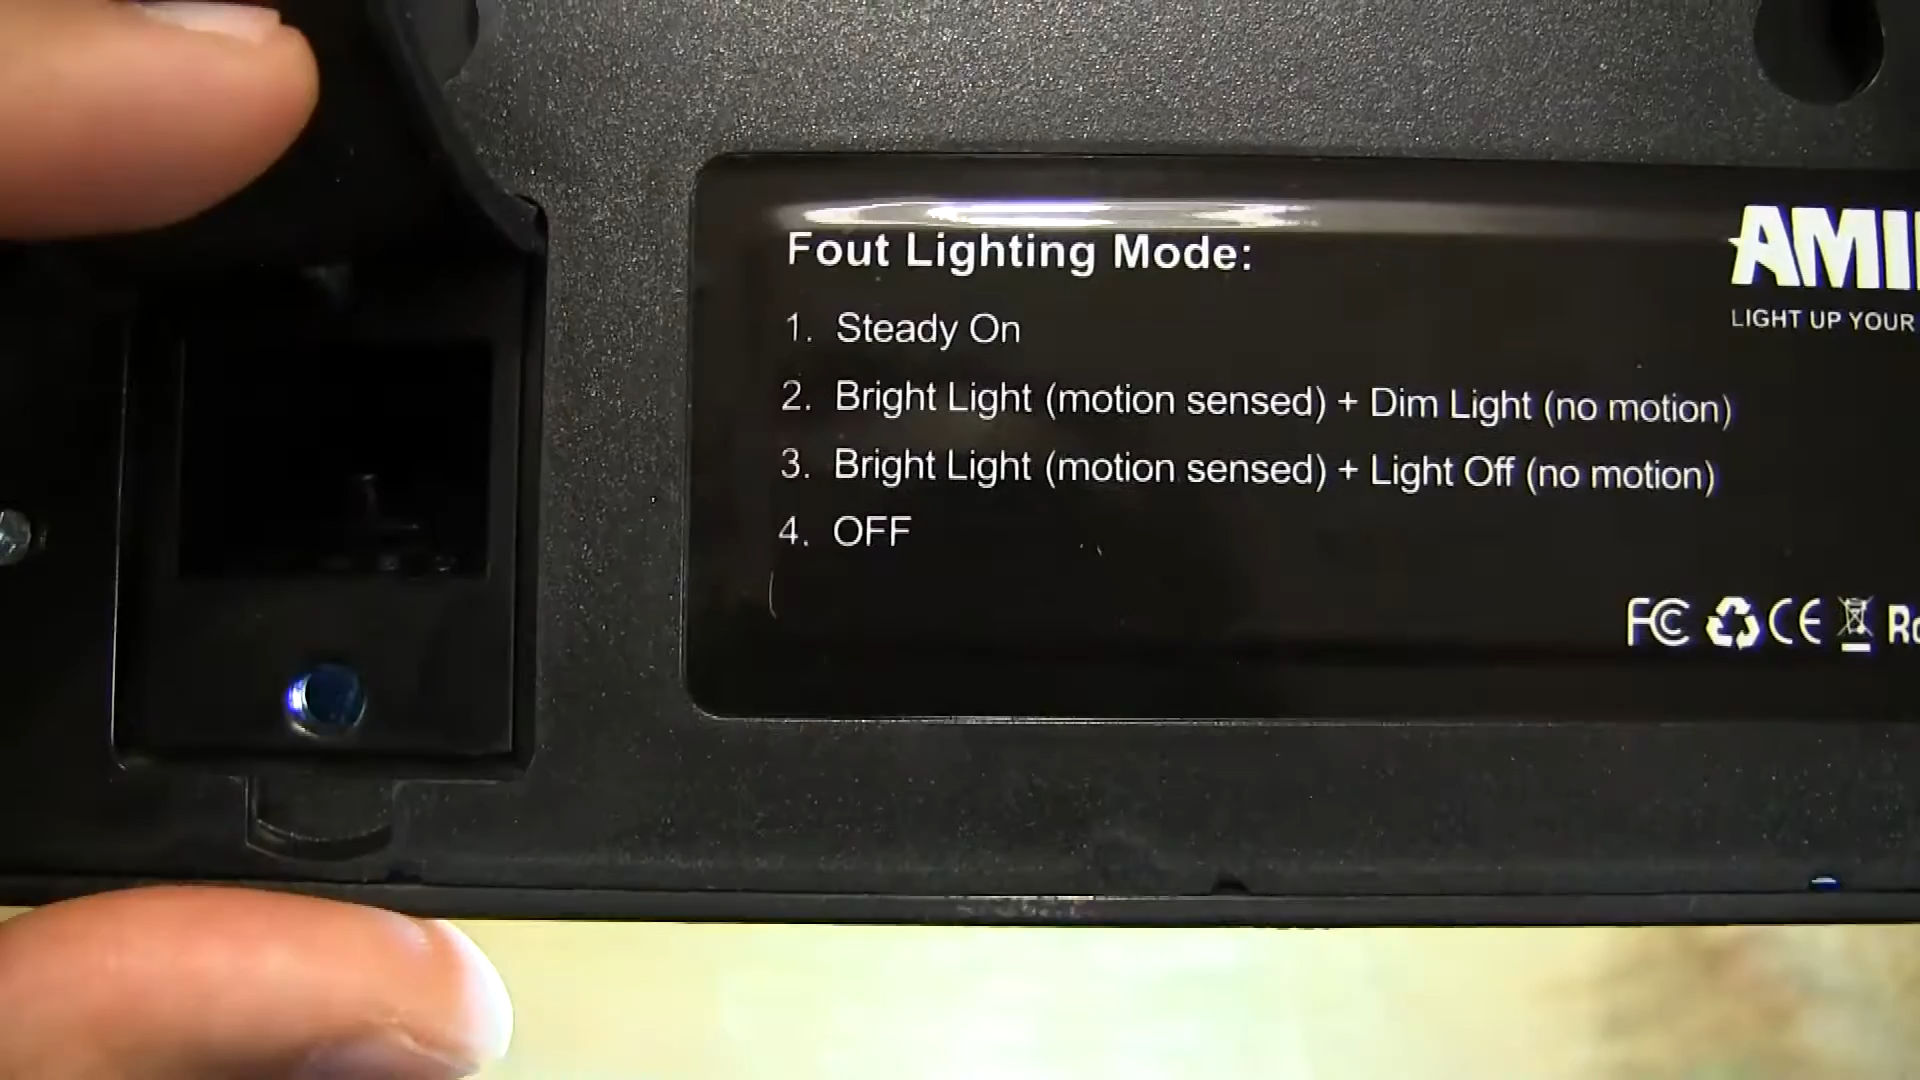 Fout Lighting Mode:
1. Steady On
2. Bright Light (motion sensed) + Dim Light (no motion)
3. Bright Light (motion sensed) + Light Off (no motion)
4. OFF
LIGHT UP YOUR
FC CE